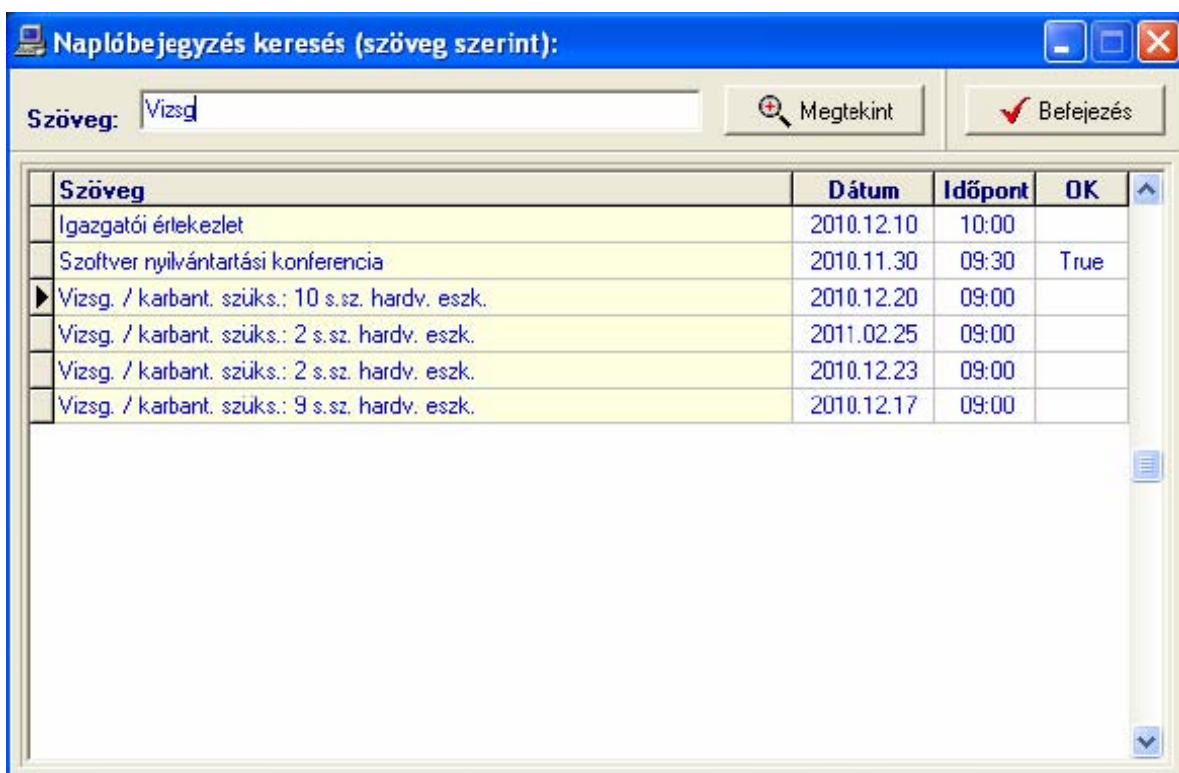 Naplóbejegyzés keresés (szöveg szerint):
Szöveg: Vizsg Megtekint Befejezés
Szöveg Dátum Időpont OK
Igazgatói értekezlet 2010.12.10 10:00
Szoftver nyilvántartási konferencia 2010.11.30 09:30 True
Vizsg. / karbant. szüks.: 10 s.sz. hardv. eszk. 2010.12.20 09:00
Vizsg. / karbant. szüks.: 2 s.sz. hardv. eszk. 2011.02.25 09:00
Vizsg. / karbant. szüks.: 2 s.sz. hardv. eszk. 2010.12.23 09:00
Vizsg. / karbant. szüks.: 9 s.sz. hardv. eszk. 2010.12.17 09:00